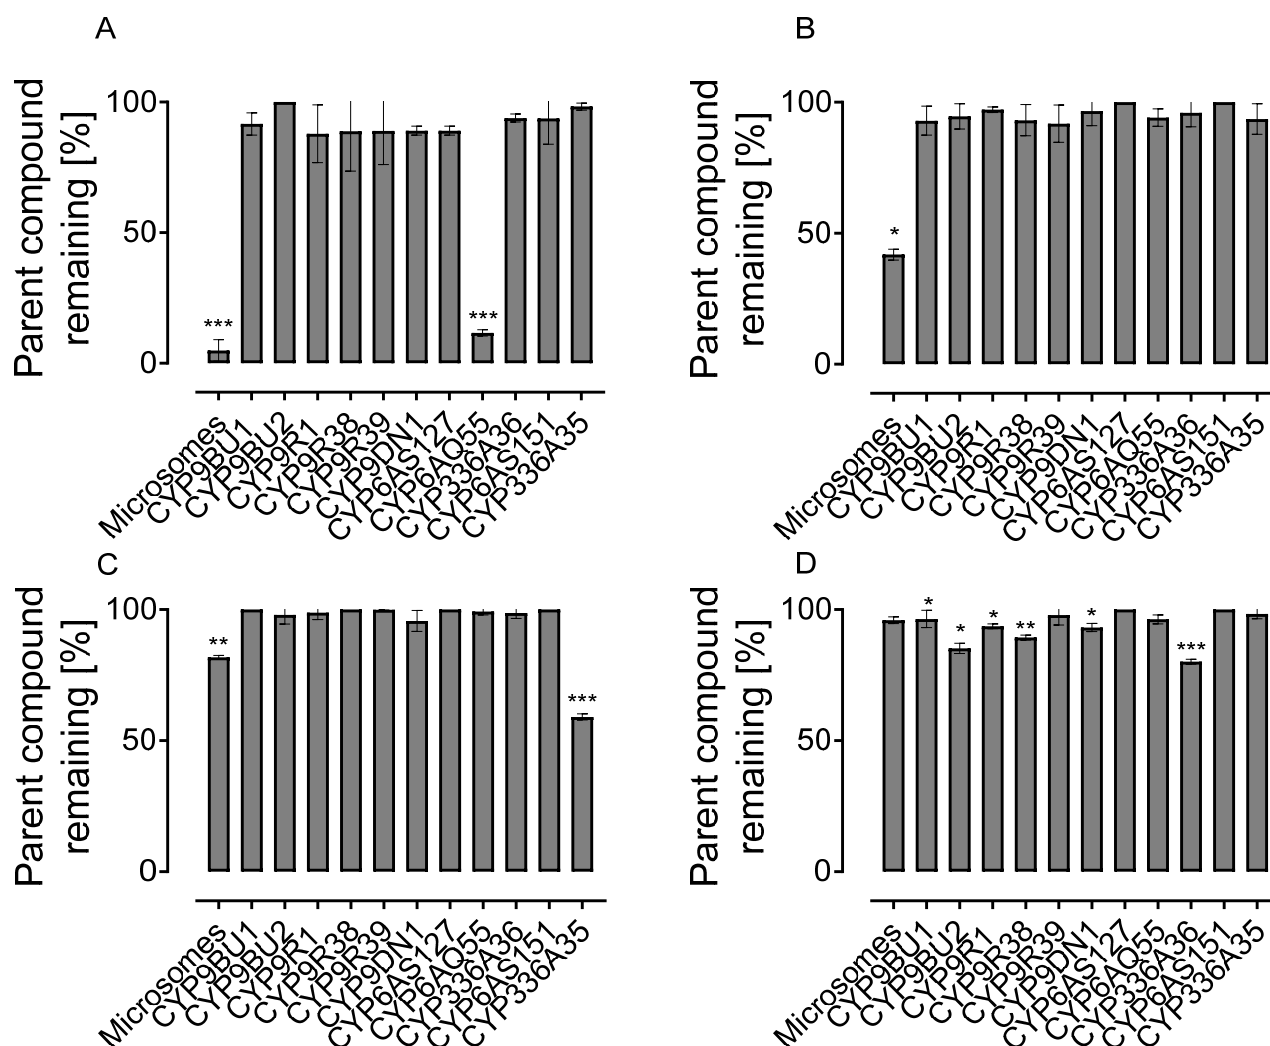 A
Parent compound
remaining [%]
100
50
0
***
***
Microsomes
CYP9BU1
CYP9BU2
CYP9R1
CYP9R38
CYP9R39
CYP9DN1
CYP6AS127
CYP6AQ55
CYP336A36
CYP6AS151
CYP336A35
B
Parent compound
remaining [%]
100
50
0
*
Microsomes
CYP9BU1
CYP9BU2
CYP9R1
CYP9R38
CYP9R39
CYP9DN1
CYP6AS127
CYP6AQ55
CYP336A36
CYP6AS151
CYP336A35
C
Parent compound
remaining [%]
100
50
0
**
***
Microsomes
CYP9BU1
CYP9BU2
CYP9R1
CYP9R38
CYP9R39
CYP9DN1
CYP6AS127
CYP6AQ55
CYP336A36
CYP6AS151
CYP336A35
D
Parent compound
remaining [%]
100
50
0
*
*
*
**
*
***
Microsomes
CYP9BU1
CYP9BU2
CYP9R1
CYP9R38
CYP9R39
CYP9DN1
CYP6AS127
CYP6AQ55
CYP336A36
CYP6AS151
CYP336A35